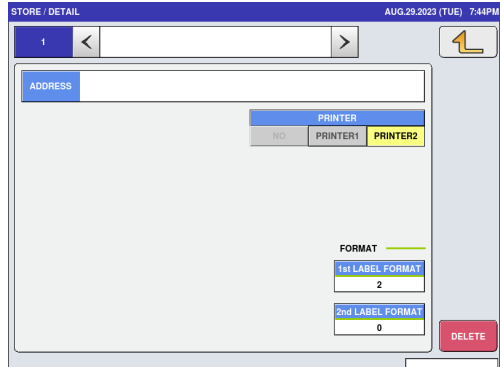 STORE / DETAIL AUG.29.2023 (TUE) 7:44PM
1
ADDRESS
PRINTER
NO PRINTER1 PRINTER2
FORMAT
1st LABEL FORMAT
2
2nd LABEL FORMAT
0
DELETE